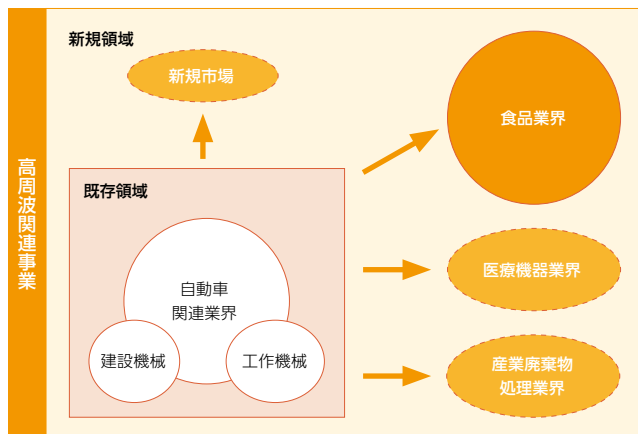 高周波関連事業
新規領域
新規市場
食品業界
既存領域
自動車
関連業界
建設機械
工作機械
医療機器業界
産業廃棄物
処理業界